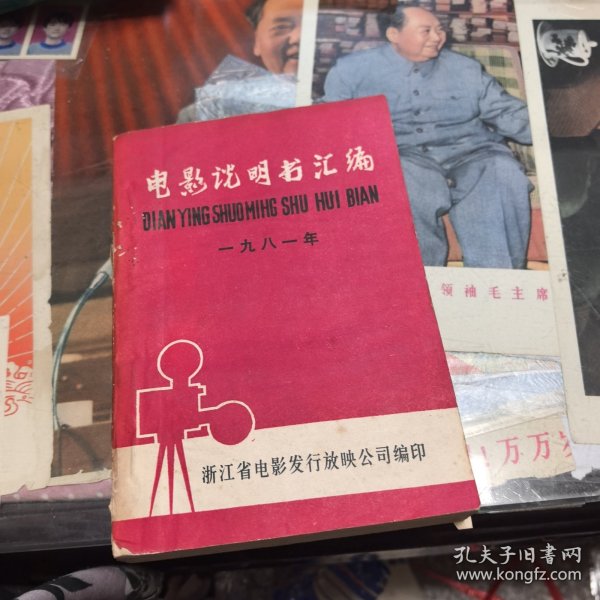 电影说明书汇编
DIAN YING SHUO MIHG SHU HUI BIAN
一九八一年
浙江省电影发行放映公司编印
领袖毛主席
万万
孔夫子旧书网
www.kongfz.com